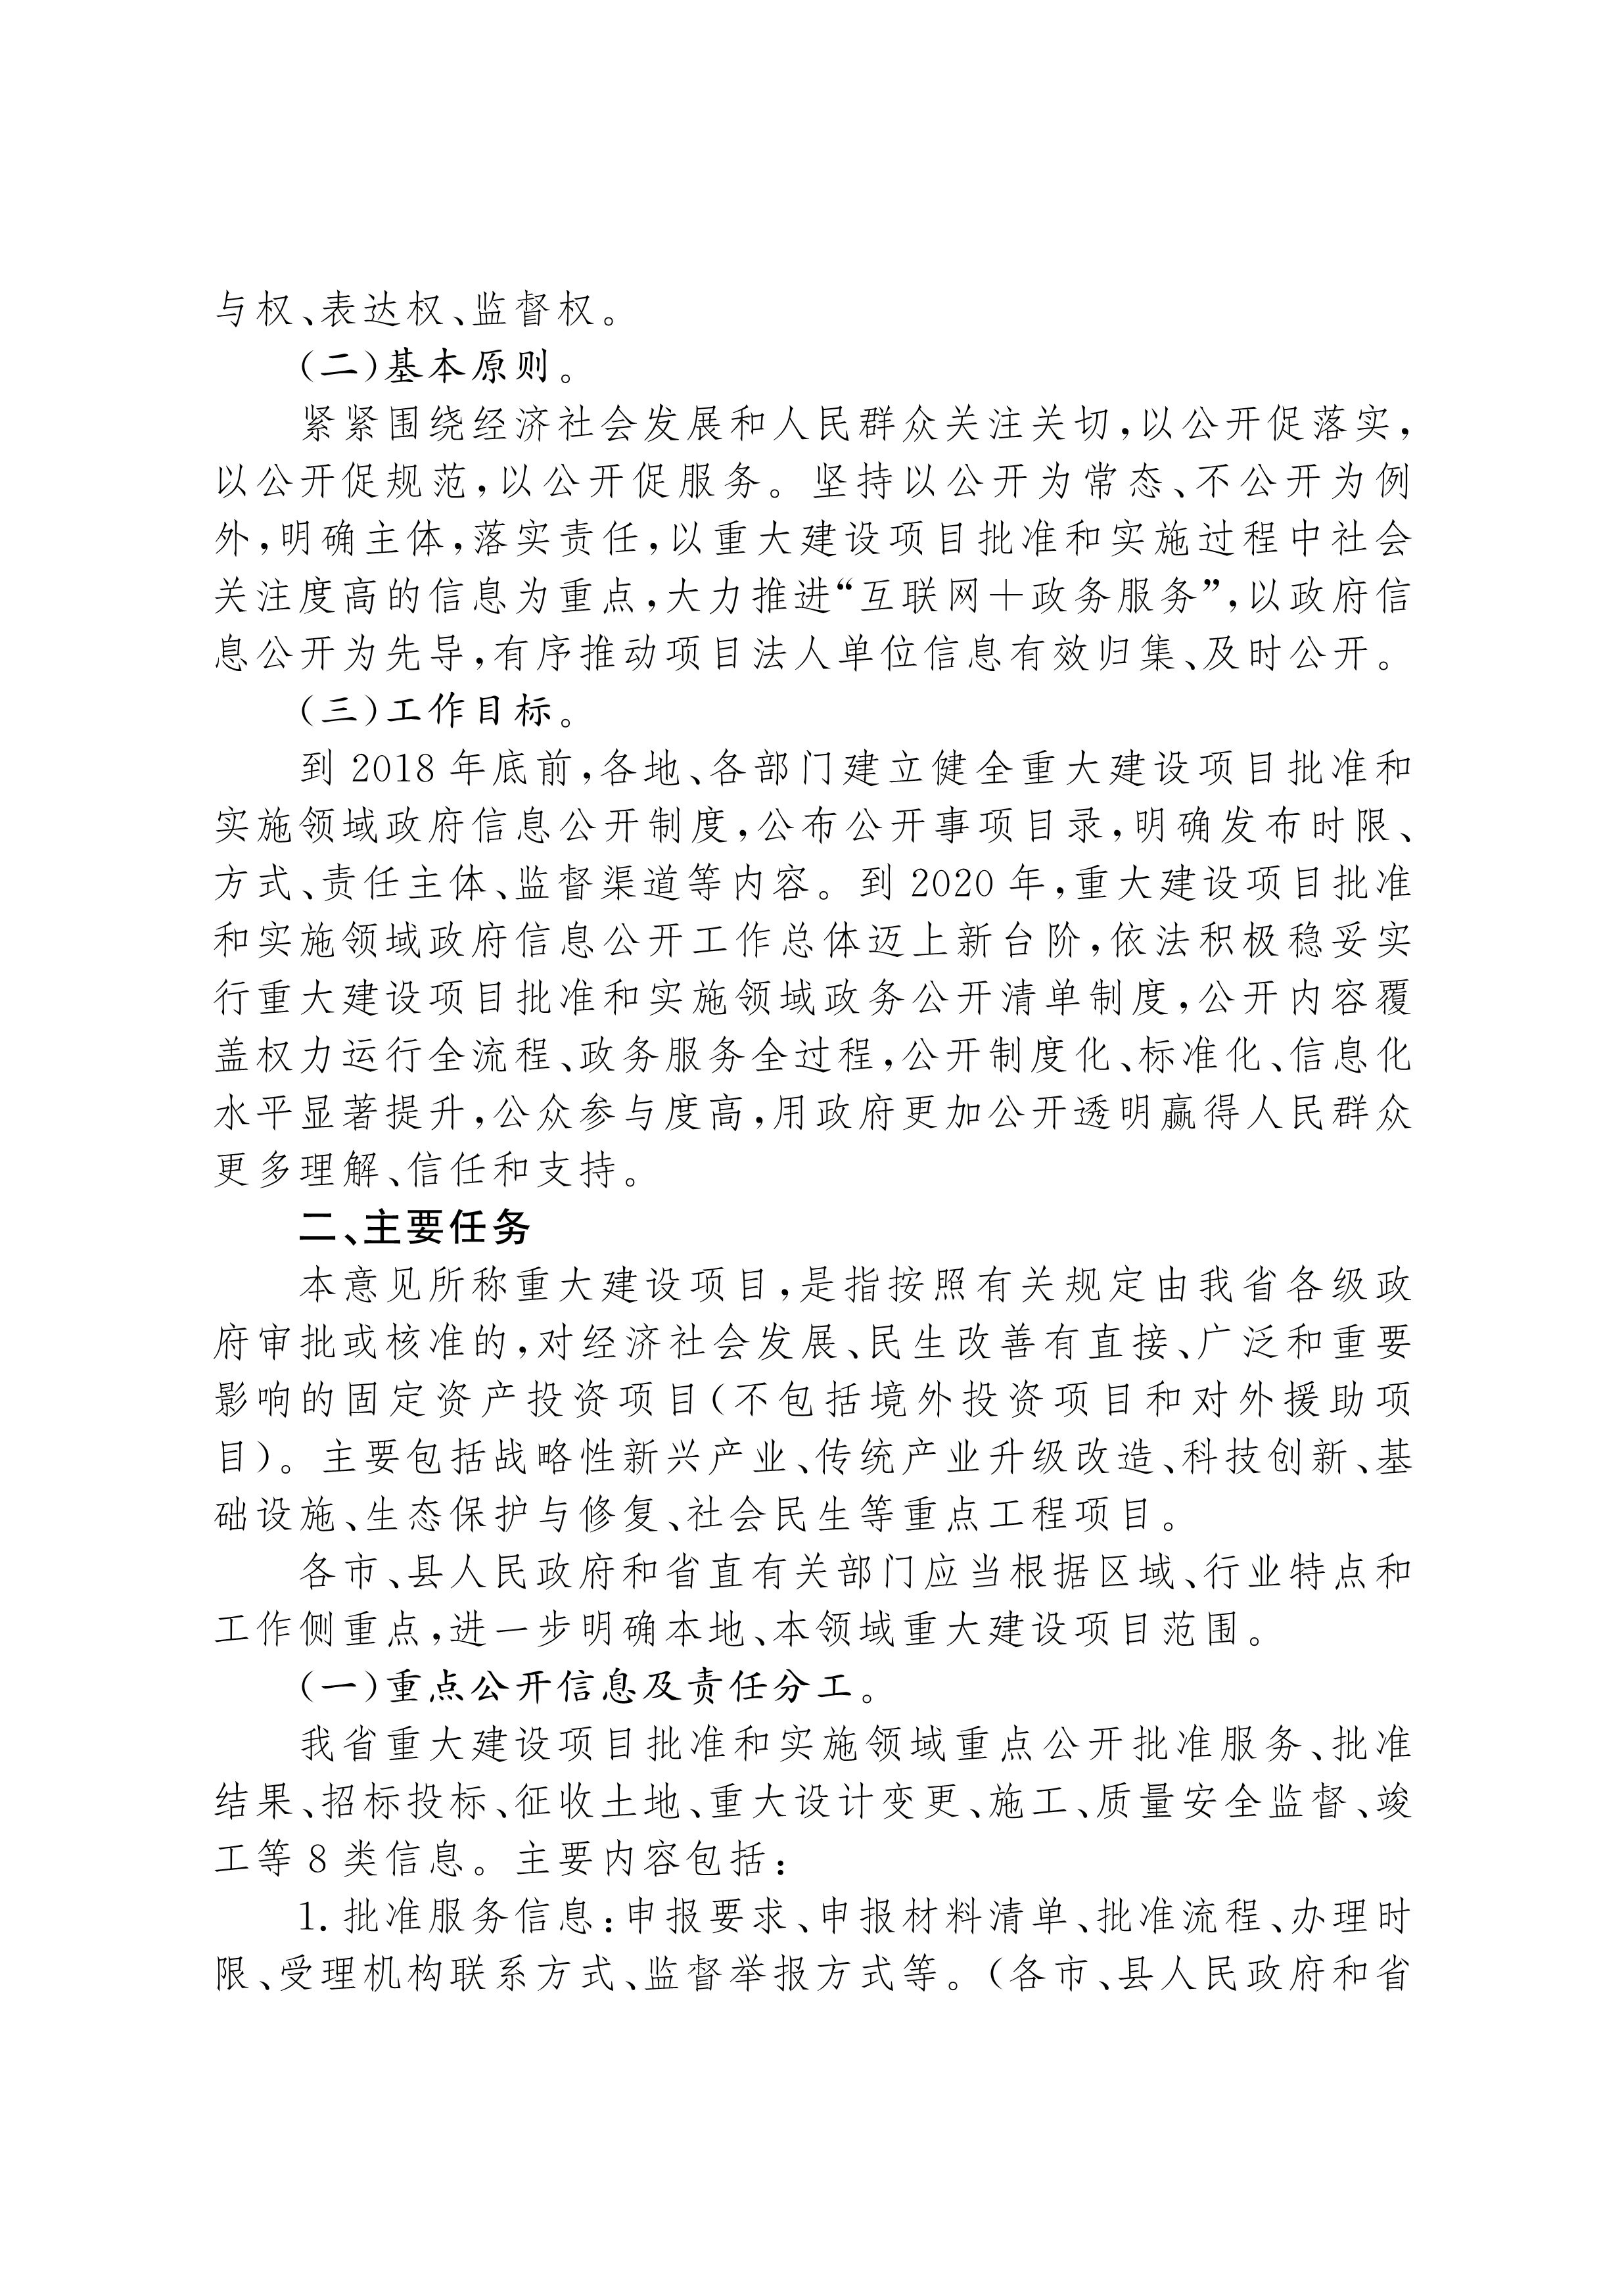 与权、表达权、监督权。
(二)基本原则。
紧紧围绕经济社会发展和人民群众关注关切,以公开促落实,
以公开促规范,以公开促服务。坚持以公开为常态、不公开为例
外,明确主体,落实责任,以重大建设项目批准和实施过程中社会
关注度高的信息为重点,大力推进“互联网＋政务服务”,以政府信
息公开为先导,有序推动项目法人单位信息有效归集、及时公开。
(三)工作目标。
到 2018 年底前,各地、各部门建立健全重大建设项目批准和
实施领域政府信息公开制度,公布公开事项目录,明确发布时限、
方式、责任主体、监督渠道等内容。到 2020 年,重大建设项目批准
和实施领域政府信息公开工作总体迈上新台阶,依法积极稳妥实
行重大建设项目批准和实施领域政务公开清单制度,公开内容覆
盖权力运行全流程、政务服务全过程,公开制度化、标准化、信息化
水平显著提升,公众参与度高,用政府更加公开透明赢得人民群众
更多理解、信任和支持。
二、主要任务
本意见所称重大建设项目,是指按照有关规定由我省各级政
府审批或核准的,对经济社会发展、民生改善有直接、广泛和重要
影响的固定资产投资项目(不包括境外投资项目和对外援助项
目)。主要包括战略性新兴产业、传统产业升级改造、科技创新、基
础设施、生态保护与修复、社会民生等重点工程项目。
各市、县人民政府和省直有关部门应当根据区域、行业特点和
工作侧重点,进一步明确本地、本领域重大建设项目范围。
(一)重点公开信息及责任分工。
我省重大建设项目批准和实施领域重点公开批准服务、批准
结果、招标投标、征收土地、重大设计变更、施工、质量安全监督、竣
工等 8 类信息。主要内容包括:
1. 批准服务信息:申报要求、申报材料清单、批准流程、办理时
限、受理机构联系方式、监督举报方式等。(各市、县人民政府和省